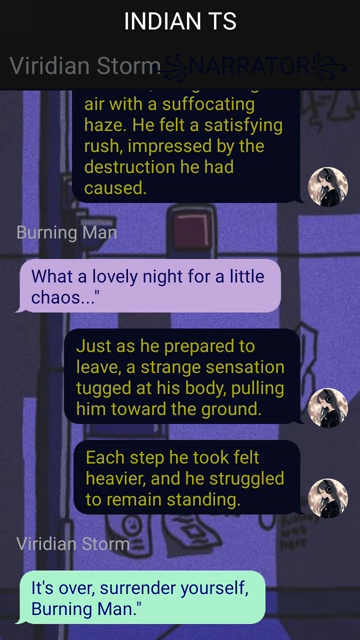 INDIAN TS
Viridian Storm
꧁NARRATOR꧂
air with a suffocating
haze. He felt a satisfying
rush, impressed by the
destruction he had
caused.
Burning Man
What a lovely night for a little
chaos..."
Just as he prepared to
leave, a strange sensation
tugged at his body, pulling
him toward the ground.
Each step he took felt
heavier, and he struggled
to remain standing.
was here
Viridian Storm
It's over, surrender yourself,
Burning Man."